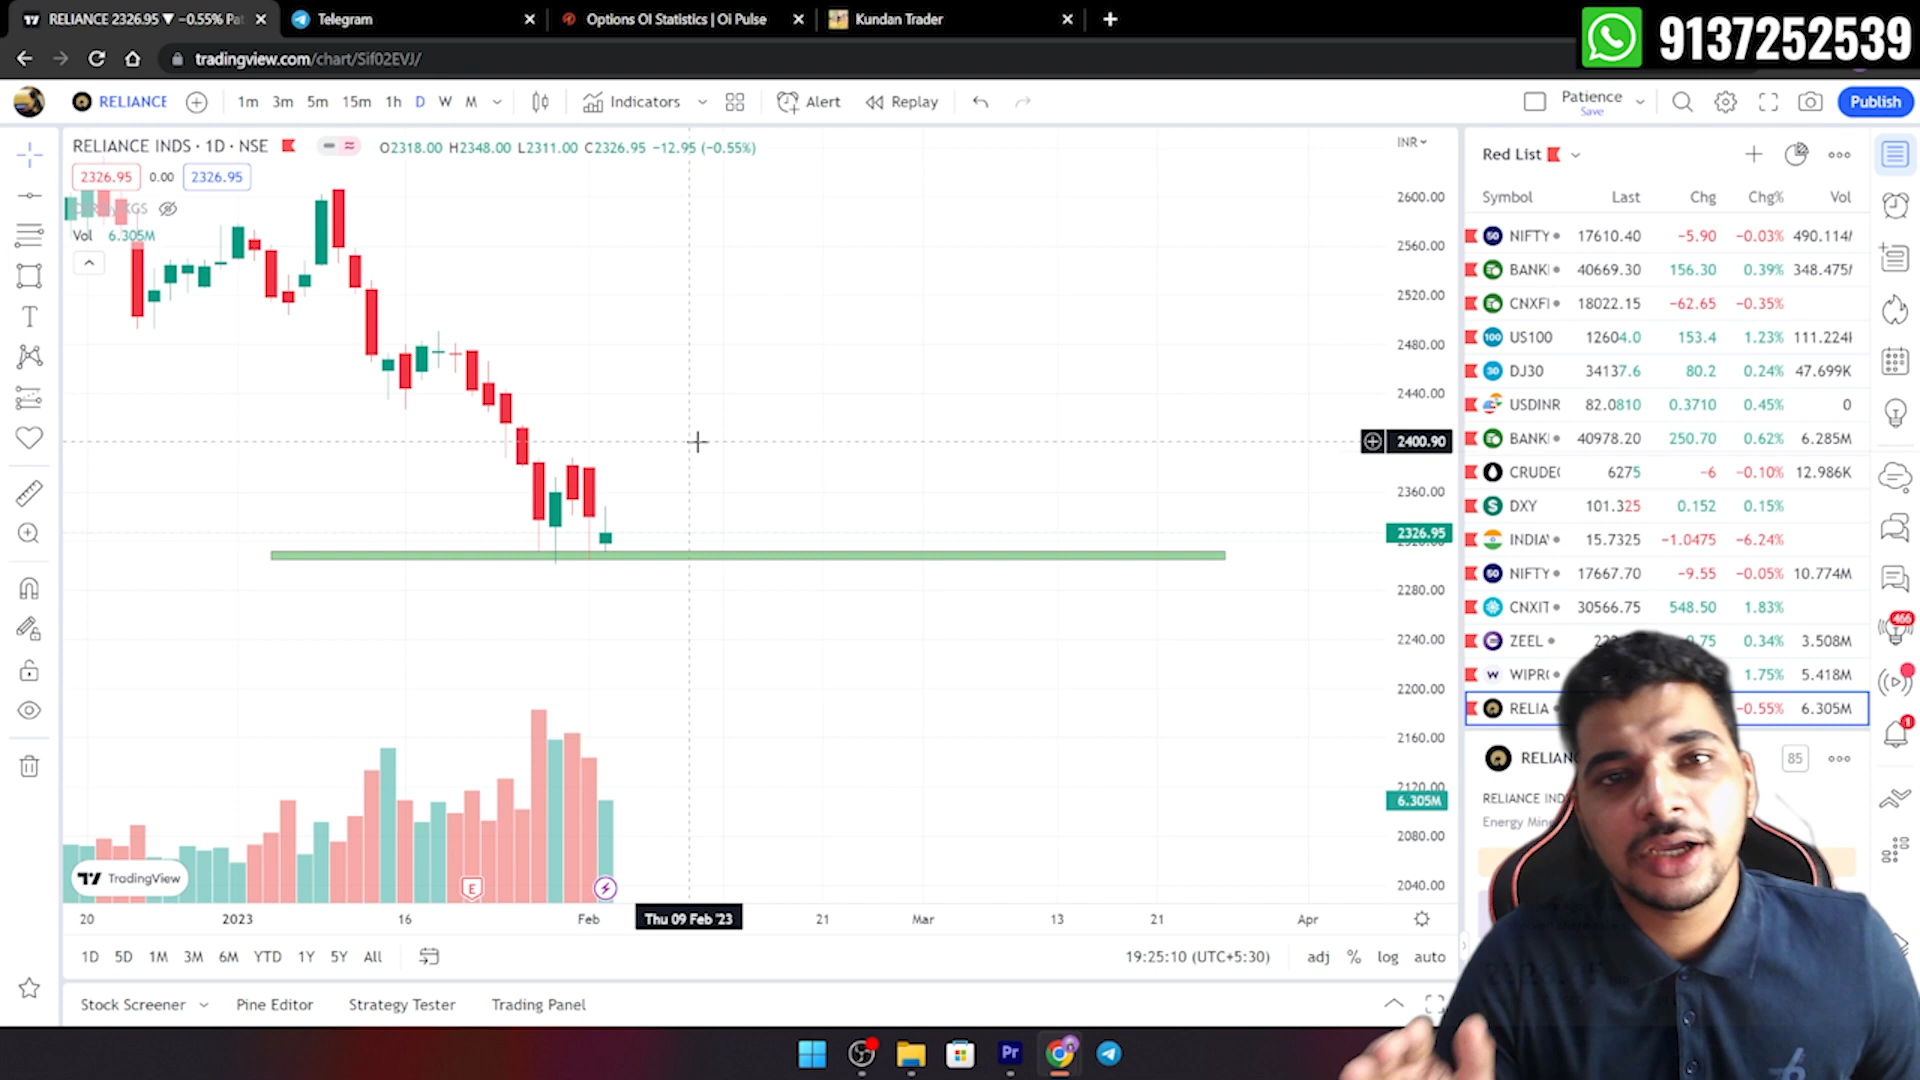 RELIANCE 2326.95 ▼ −0.55% Pat
Telegram
Options OI Statistics | Oi Pulse
Kundan Trader
9137252539
tradingview.com/chart/Sif02EVJ/
RELIANCE
1m 3m 5m 15m 1h D W M
Indicators
Alert
Replay
Patience
Save
Publish
RELIANCE INDS · 1D · NSE
O2318.00 H2348.00 L2311.00 C2326.95 −12.95 (−0.55%)
INR
2326.95 0.00 2326.95
Vol 6.305M
2600.00
2560.00
2520.00
2480.00
2440.00
2400.90
2360.00
2326.95
2280.00
2240.00
2200.00
2160.00
2120.00
6.305M
2080.00
2040.00
E
TradingView
20 2023 16 Feb Thu 09 Feb '23 21 Mar 13 21 Apr
1D 5D 1M 3M 6M YTD 1Y 5Y All
19:25:10 (UTC+5:30) adj % log auto
Stock Screener Pine Editor Strategy Tester Trading Panel
Red List
Symbol Last Chg Chg% Vol
50 NIFTY 17610.40 −5.90 −0.03% 490.114
BANK 40669.30 156.30 0.39% 348.475
CNXFI 18022.15 −62.65 −0.35%
100 US100 12604.0 153.4 1.23% 111.224
30 DJ30 34137.6 80.2 0.24% 47.699K
USDINR 82.0810 0.3710 0.45% 0
BANK 40978.20 250.70 0.62% 6.285M
CRUDE 6275 −6 −0.10% 12.986K
DXY 101.325 0.152 0.15%
INDIA 15.7325 −1.0475 −6.24%
50 NIFTY 17667.70 −9.55 −0.05% 10.774M
CNXIT 30566.75 548.50 1.83%
ZEEL 0.34% 3.508M
W WIPR 1.75% 5.418M
RELIA −0.55% 6.305M
RELIANC
85
RELIANCE IND
Energy Mine
466
1
Pr